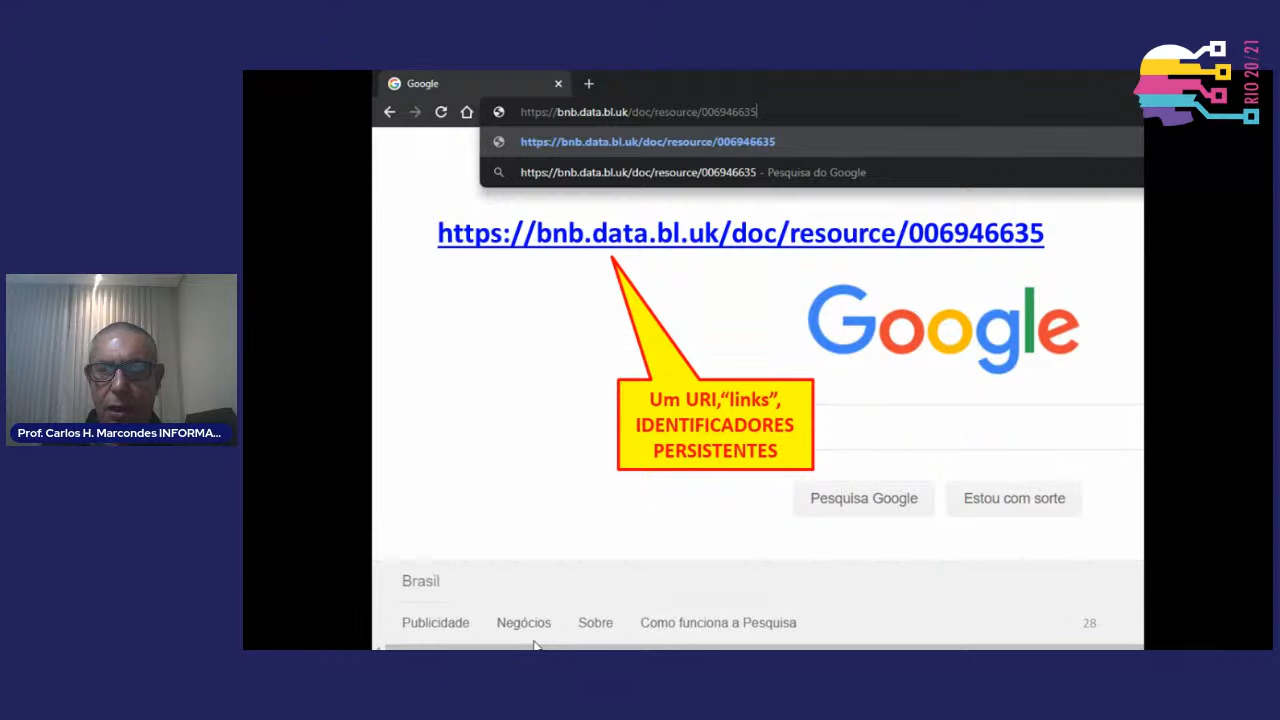 Google
https://bnb.data.bl.uk/doc/resource/006946635
https://bnb.data.bl.uk/doc/resource/006946635
https://bnb.data.bl.uk/doc/resource/006946635 - Pesquisa do Google
RIO 20/21
https://bnb.data.bl.uk/doc/resource/006946635
Google
Um URI,“links”,
IDENTIFICADORES
PERSISTENTES
Prof. Carlos H. Marcondes INFORMA...
Pesquisa Google
Estou com sorte
Brasil
Publicidade Negócios Sobre Como funciona a Pesquisa
28